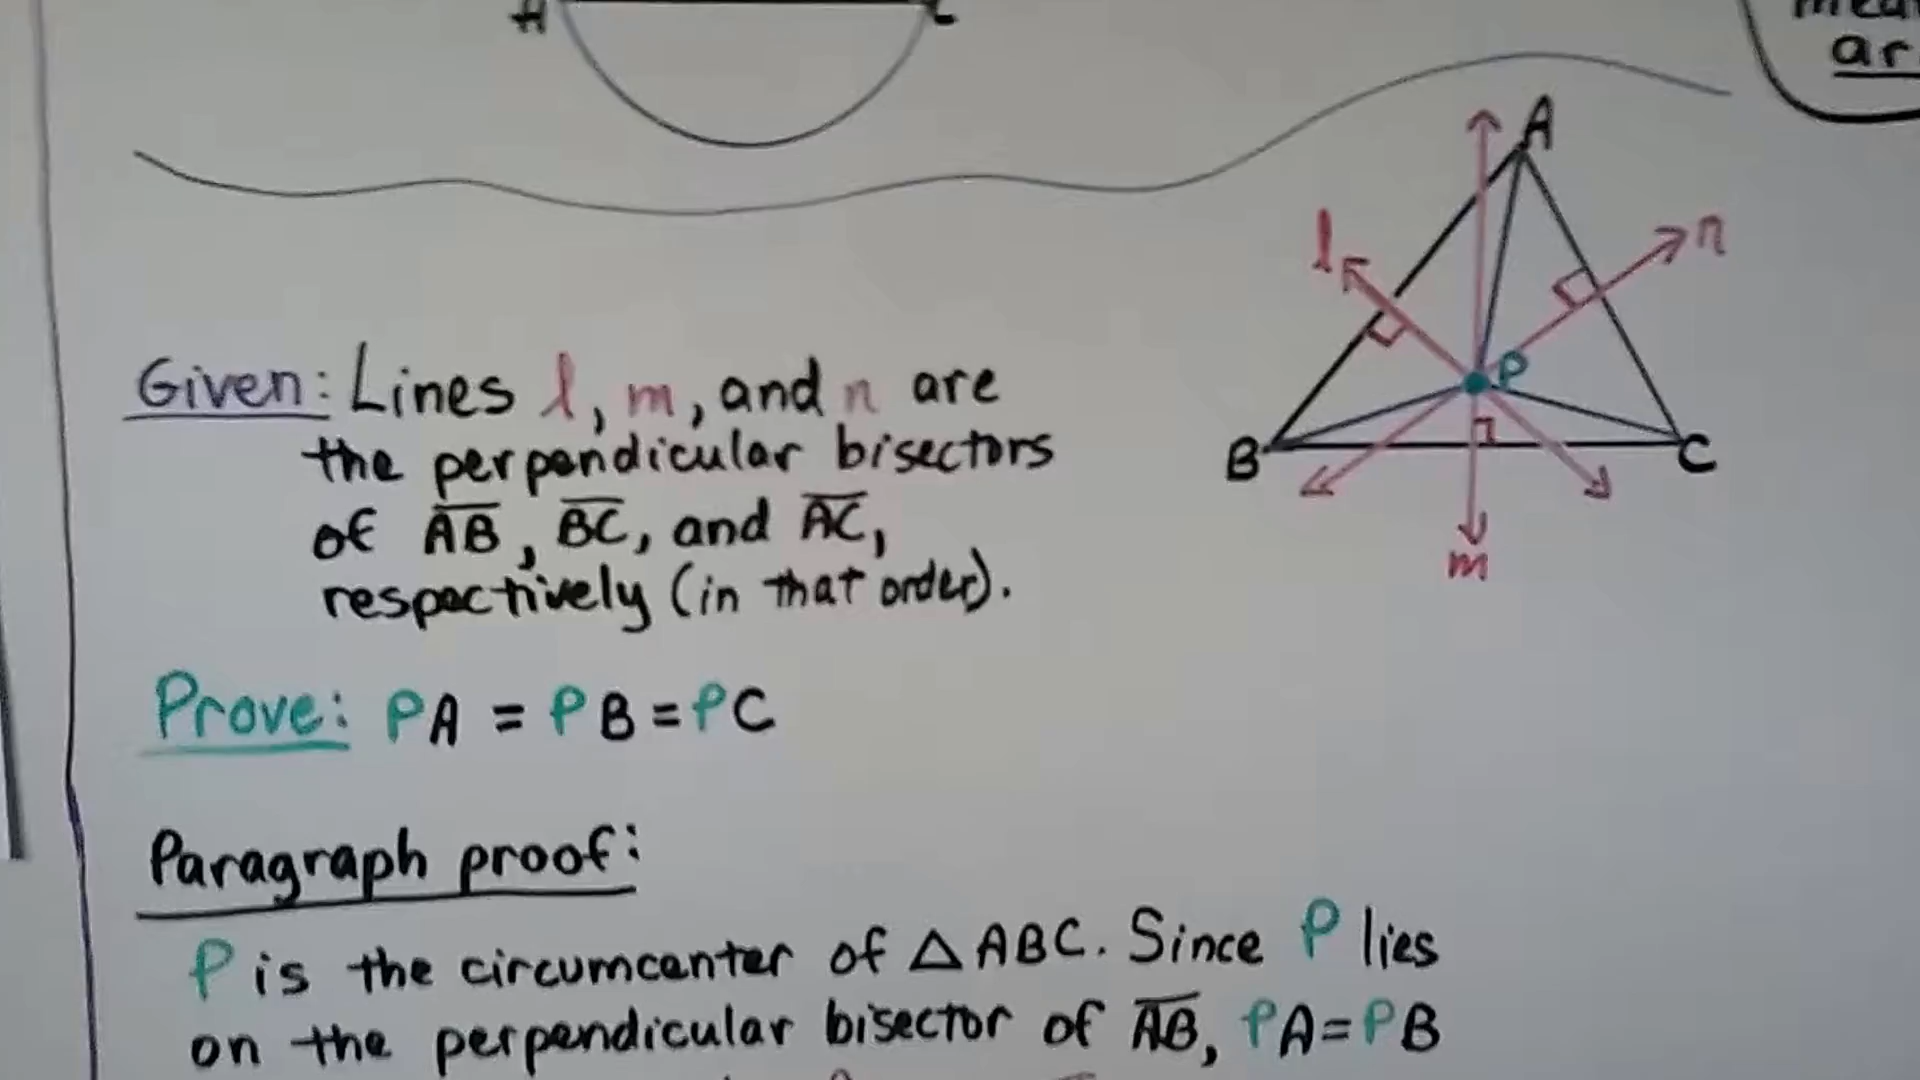 ar
A
l
n
P
B
C
m
Given: Lines l, m, and n are
the perpendicular bisectors
of AB, BC, and AC,
respectively (in that order).
Prove: PA = PB = PC
Paragraph proof:
P is the circumcenter of △ABC. Since P lies
on the perpendicular bisector of AB, PA=PB